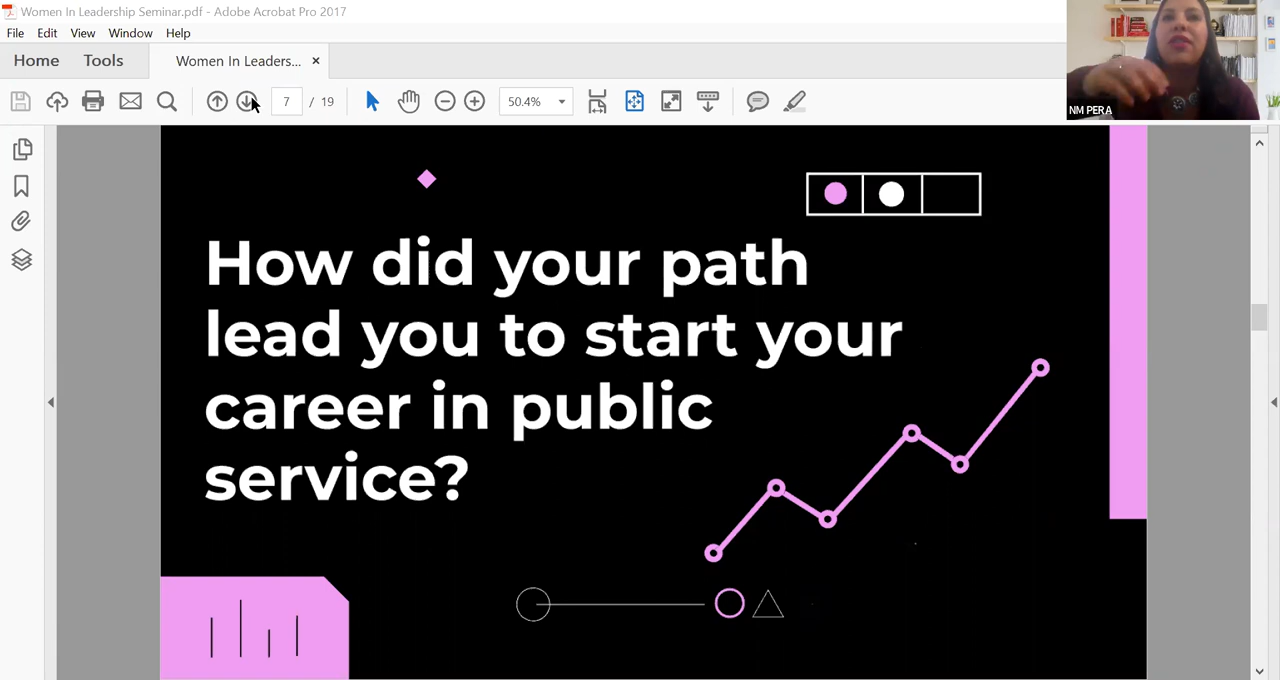 Women In Leadership Seminar.pdf - Adobe Acrobat Pro 2017
File Edit View Window Help
Home Tools Women In Leaders... ×
7 / 19 50.4%
NM PERA
How did your path
lead you to start your
career in public
service?